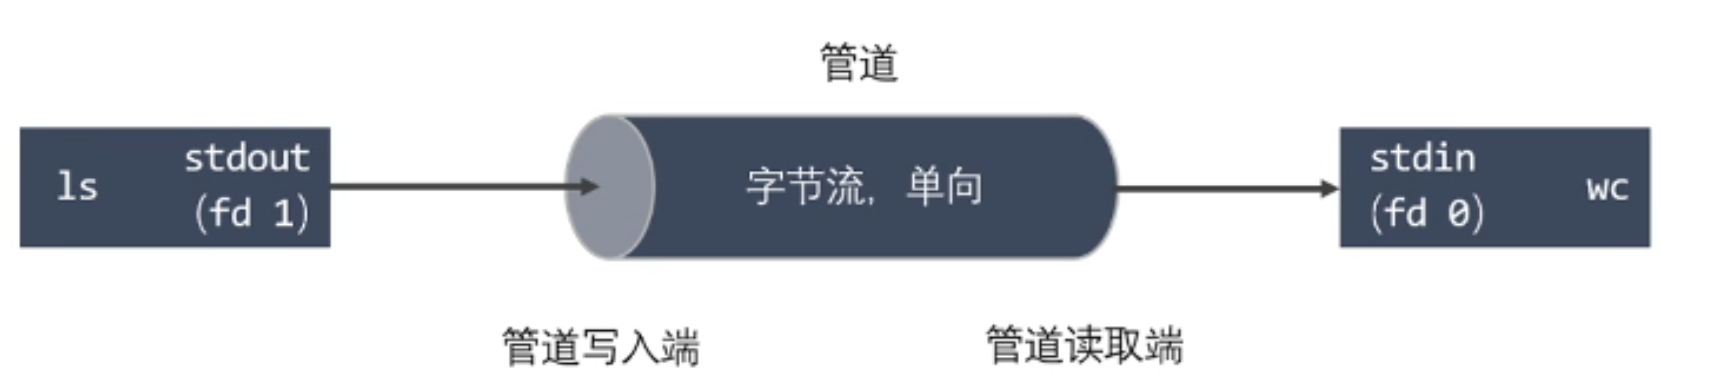 管道
ls
stdout
(fd 1)
字节流，单向
stdin
(fd 0)
wc
管道写入端
管道读取端